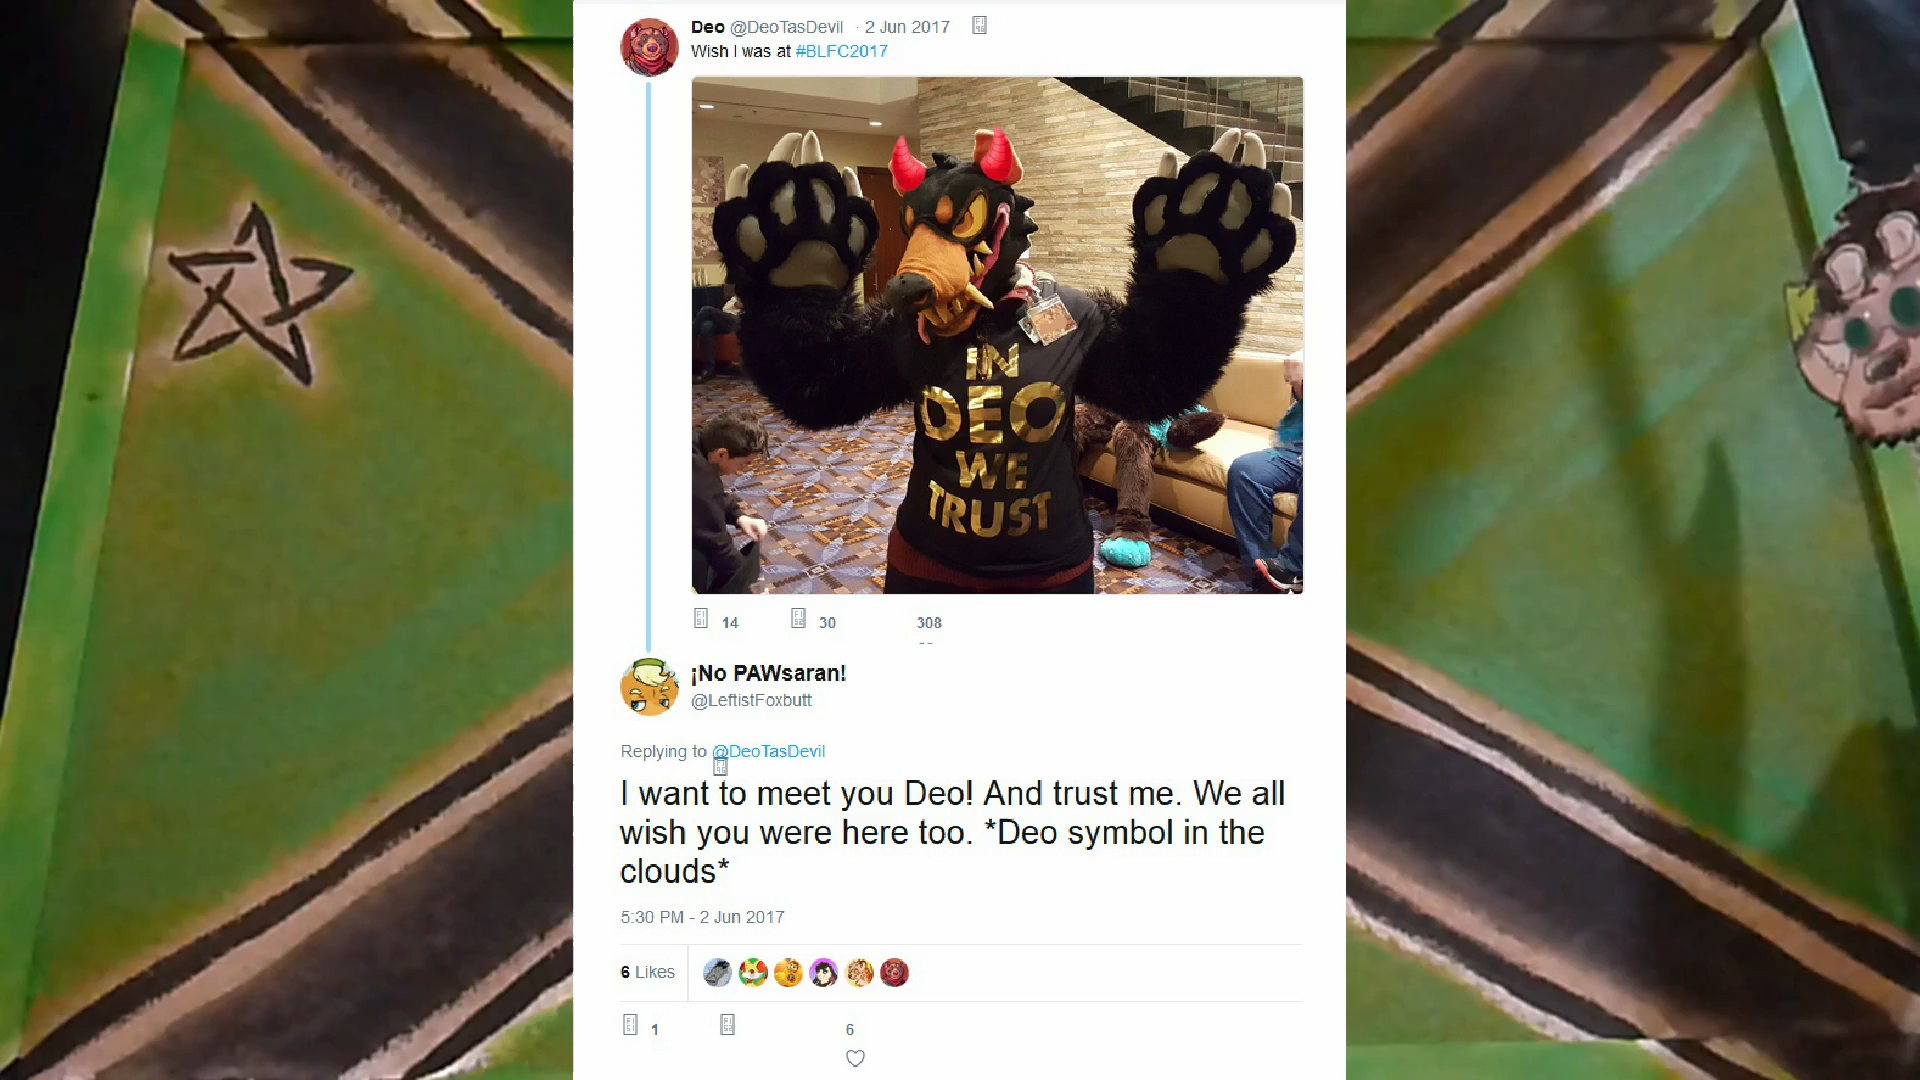 Deo @DeoTasDevil · 2 Jun 2017
Wish I was at #BLFC2017
IN
DEO
WE
TRUST
14 30 308
¡No PAWsaran!
@LeftistFoxbutt
Replying to @DeoTasDevil
I want to meet you Deo! And trust me. We all
wish you were here too. *Deo symbol in the
clouds*
5:30 PM - 2 Jun 2017
6 Likes
1 6